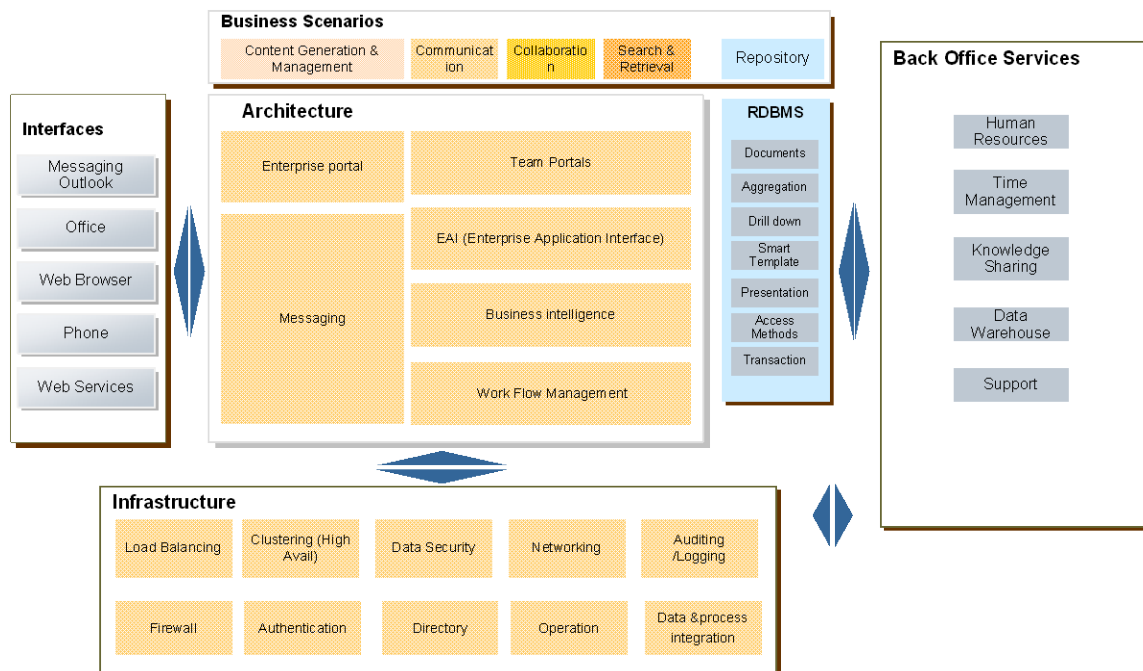 Business Scenarios
Content Generation &
Management
Communicat
ion
Collaboratio
n
Search &
Retrieval
Repository
Interfaces
Messaging
Outlook
Office
Web Browser
Phone
Web Services
Architecture
Enterprise portal
Team Portals
Messaging
EAI (Enterprise Application Interface)
Business intelligence
Work Flow Management
RDBMS
Documents
Aggregation
Drill down
Smart
Template
Presentation
Access
Methods
Transaction
Back Office Services
Human
Resources
Time
Management
Knowledge
Sharing
Data
Warehouse
Support
Infrastructure
Load Balancing
Clustering (High
Avail)
Data Security
Networking
Auditing
/Logging
Firewall
Authentication
Directory
Operation
Data &process
integration